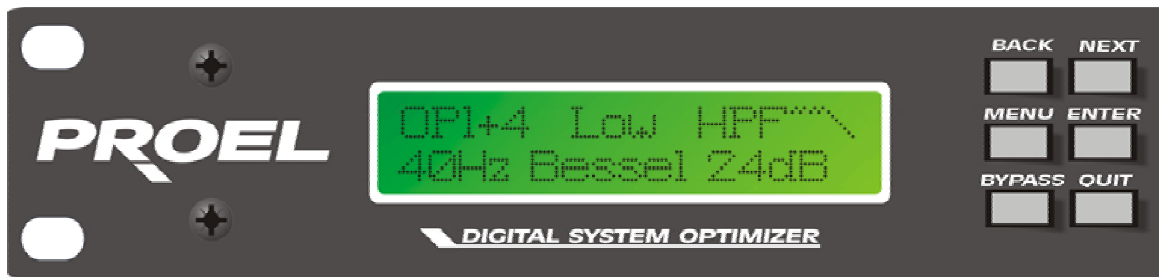 BACK NEXT
PROEL
OP1+4 Low HPF
40Hz Bessel 24dB
MENU ENTER
BYPASS QUIT
DIGITAL SYSTEM OPTIMIZER